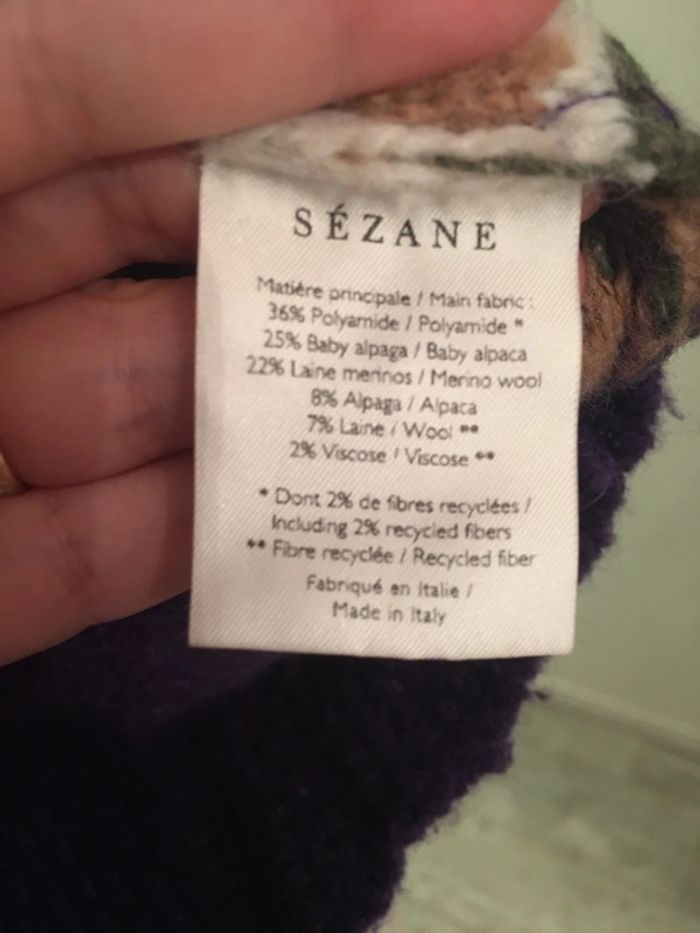 SÉZANE
Matière principale / Main fabric :
36% Polyamide / Polyamide *
25% Baby alpaga / Baby alpaca
22% Laine merinos / Merino wool
8% Alpaga / Alpaca
7% Laine / Wool **
2% Viscose / Viscose **
* Dont 2% de fibres recyclées /
Including 2% recycled fibers
** Fibre recyclée / Recycled fiber
Fabriqué en Italie /
Made in Italy